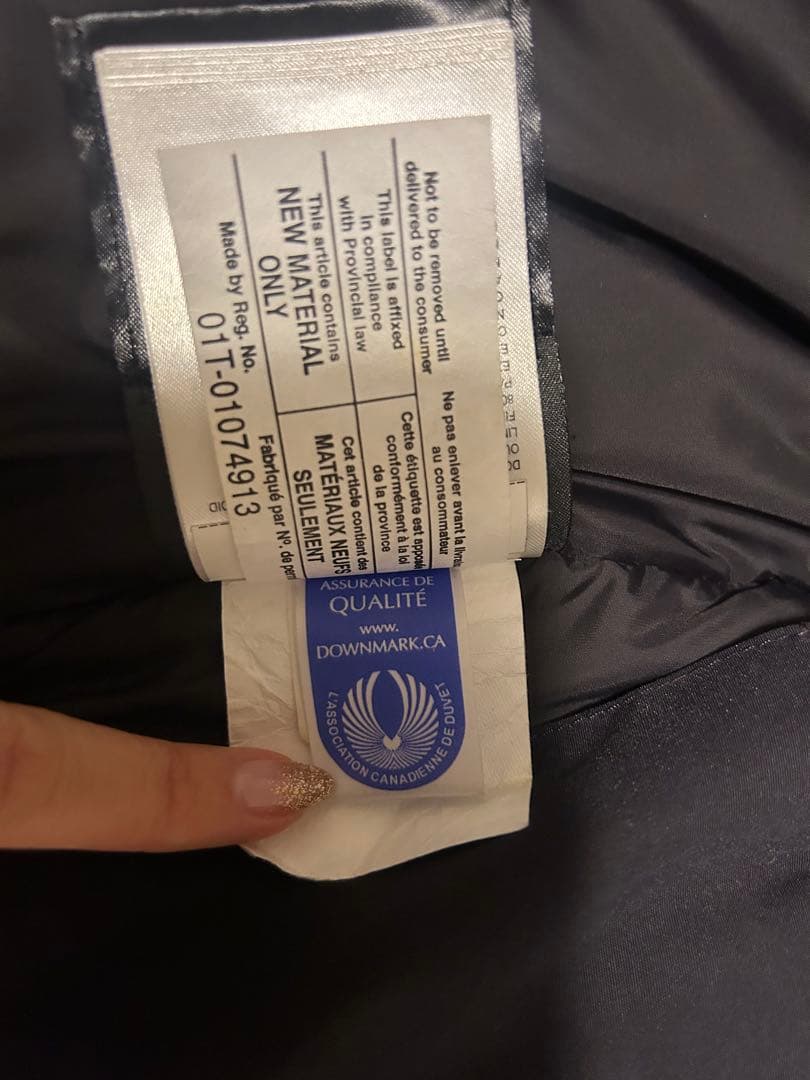 Not to be removed until
delivered to the consumer
Ne pas enlever avant la
au consommateur
This label is affixed
in compliance
with Provincial law
Cette étiquette est apposée
conformément à la loi
de la province
This article contains
NEW MATERIAL
ONLY
Cet article contient des
MATÉRIAUX NEUFS
SEULEMENT
Made by Reg. No.
Fabriqué par Nº. de
01T-01074913
ASSURANCE DE
QUALITÉ
www.
DOWNMARK.CA
L'ASSOCIATION CANADIENNE DE DUVET